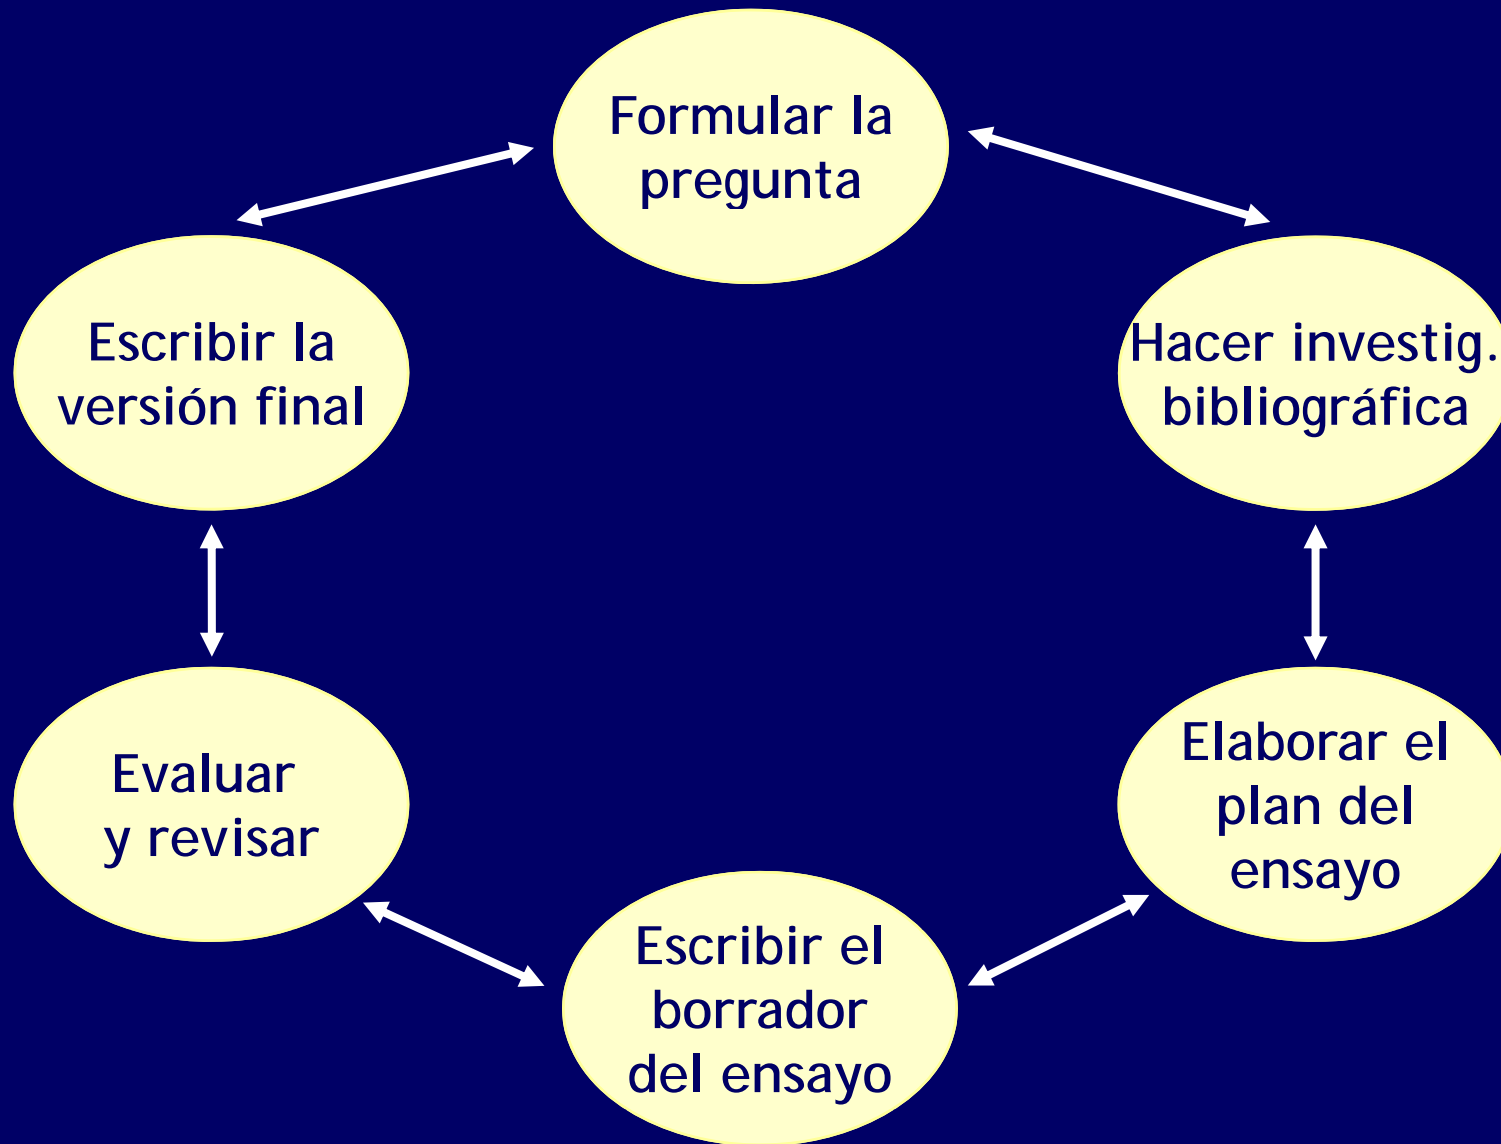 Formular la
pregunta
Hacer investig.
bibliográfica
Elaborar el
plan del
ensayo
Escribir el
borrador
del ensayo
Evaluar
y revisar
Escribir la
versión final